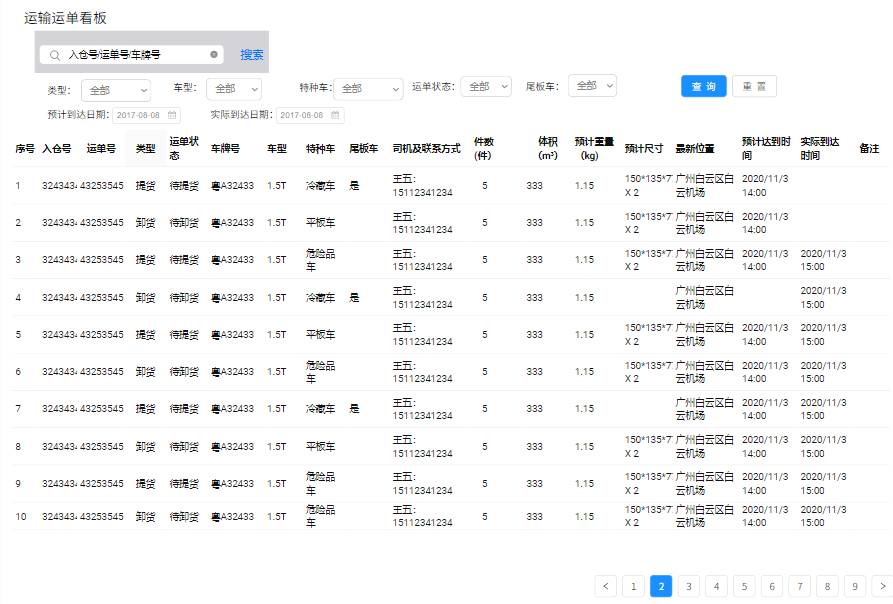 运输运单看板
入仓号/运单号/车牌号 搜索
类型: 全部 车型: 全部 特种车: 全部 运单状态: 全部 尾板车: 全部 查 询 重 置
预计到达日期: 2017-08-08 实际到达日期: 2017-08-08
序号 入仓号 运单号 类型 运单状态 车牌号 车型 特种车 尾板车 司机及联系方式 件数(件) 体积(m³) 预计重量(kg) 预计尺寸 最新位置 预计达到时间 实际到达时间 备注
1 324343 43253545 提货 待提货 粤A32433 1.5T 冷藏车 是 王五: 15112341234 5 333 1.15 150*135*7 X 2 广州白云区白云机场 2020/11/3 14:00
2 324343 43253545 卸货 待卸货 粤A32433 1.5T 平板车 王五: 15112341234 5 333 1.15 150*135*7 X 2 广州白云区白云机场 2020/11/3 14:00
3 324343 43253545 提货 待提货 粤A32433 1.5T 危险品车 王五: 15112341234 5 333 1.15 150*135*7 X 2 广州白云区白云机场 2020/11/3 14:00 2020/11/3 15:00
4 324343 43253545 卸货 待卸货 粤A32433 1.5T 冷藏车 是 王五: 15112341234 5 333 1.15 广州白云区白云机场 2020/11/3 15:00
5 324343 43253545 提货 待提货 粤A32433 1.5T 平板车 王五: 15112341234 5 333 1.15 150*135*7 X 2 广州白云区白云机场 2020/11/3 14:00 2020/11/3 15:00
6 324343 43253545 卸货 待卸货 粤A32433 1.5T 危险品车 王五: 15112341234 5 333 1.15 150*135*7 X 2 广州白云区白云机场 2020/11/3 14:00 2020/11/3 15:00
7 324343 43253545 提货 待提货 粤A32433 1.5T 冷藏车 是 王五: 15112341234 5 333 1.15 广州白云区白云机场 2020/11/3 14:00 2020/11/3 15:00
8 324343 43253545 卸货 待卸货 粤A32433 1.5T 平板车 王五: 15112341234 5 333 1.15 150*135*7 X 2 广州白云区白云机场 2020/11/3 14:00 2020/11/3 15:00
9 324343 43253545 提货 待提货 粤A32433 1.5T 危险品车 王五: 15112341234 5 333 1.15 150*135*7 X 2 广州白云区白云机场 2020/11/3 14:00 2020/11/3 15:00
10 324343 43253545 卸货 待卸货 粤A32433 1.5T 危险品车 王五: 15112341234 5 333 1.15 150*135*7 X 2 广州白云区白云机场 2020/11/3 14:00 2020/11/3 15:00
< 1 2 3 4 5 6 7 8 9 >